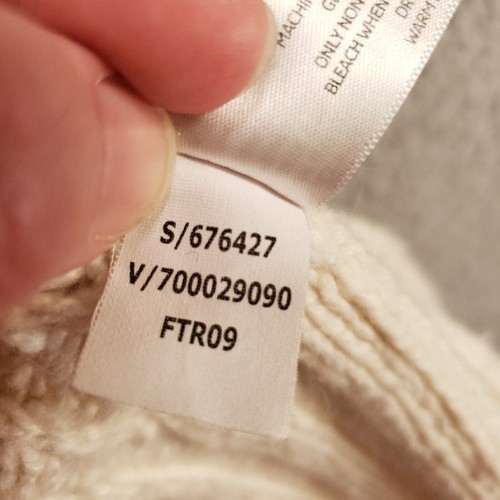 MACHI
G
ONLY NON
BLEACH WHEN
DR
WARM
S/676427
V/700029090
FTR09